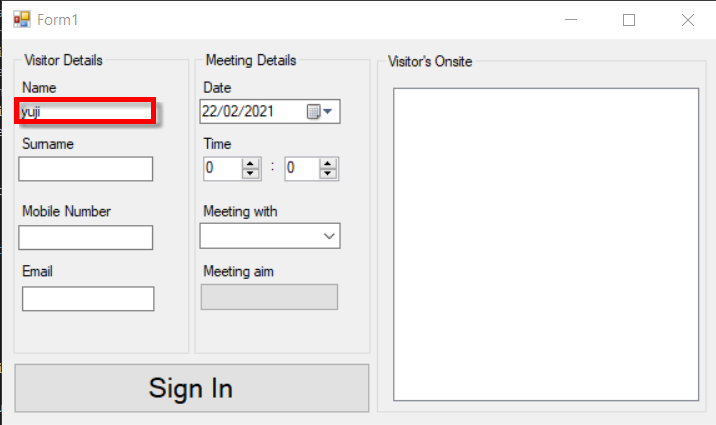 Form1
Visitor Details
Name
yuji
Surname
Mobile Number
Email
Meeting Details
Date
22/02/2021
Time
0 : 0
Meeting with
Meeting aim
Visitor's Onsite
Sign In